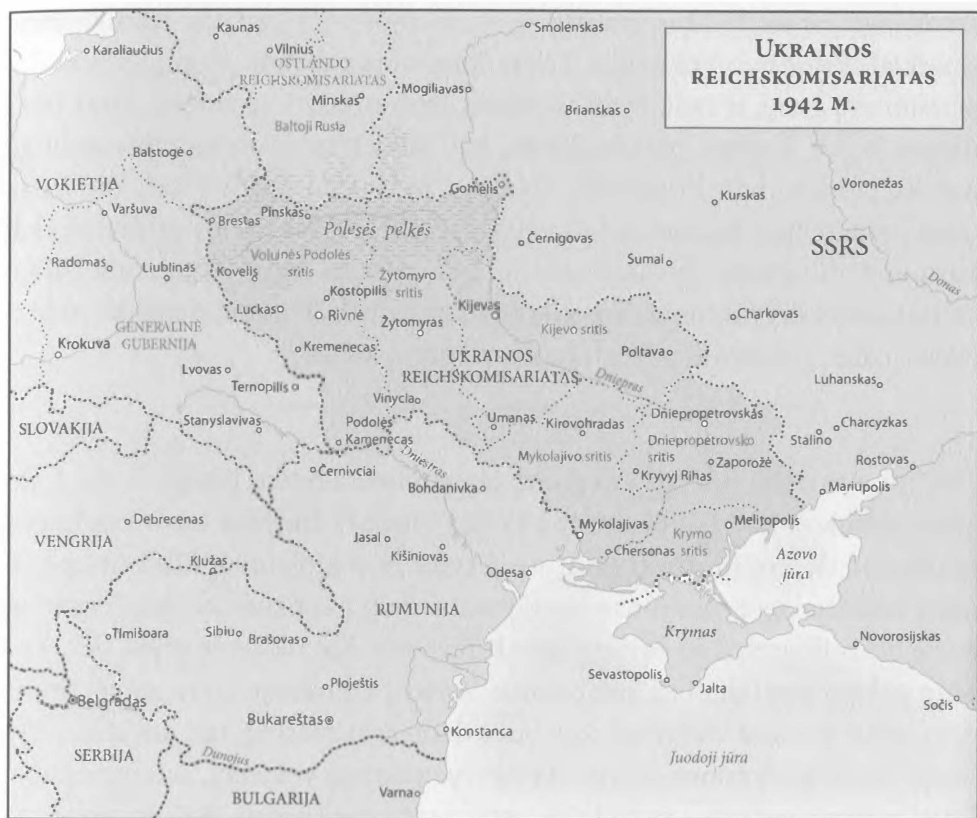 UKRAINOS
REICHSKOMISARIATAS
1942 M.
Kaunas
Smolenskas
Karaliaučius
Vilnius
OSTLANDO
REICHSKOMISARIATAS
Minskas
Mogiliavas
Brianskas
Baltoji Rusia
Balstogė
VOKIETIJA
Gomelis
Voronežas
Varšuva
Brestas
Pinskas
Kurskas
Polesės pelkės
Černigovas
SSRS
Radomas
Liublinas
Kovelis
Voluinės Podolės
sritis
Žytomyro
sritis
Sumai
Donas
Kostopilis
Luckas
Rivnė
Kijevas
Kijevo sritis
Charkovas
GENERALINĖ
GUBERNIJA
Žytomyras
Krokuva
Kremenecas
Poltava
Lvovas
UKRAINOS
REICHSKOMISARIATAS
Dniepras
Luhanskas
Ternopilis
Vinycia
SLOVAKIJA
Stanyslavivas
Podolės
Kamenecas
Umanas
Kirovohradas
Dniepropetrovskas
Charcyzkas
Stalino
Mykolajivo sritis
Dniepropetrovsko
sritis
Rostovas
Černivciai
Dniestras
Zaporožė
Kryvyj Rihas
Bohdanivka
Mariupolis
Debrecenas
Mykolajivas
Melitopolis
VENGRIJA
Jasai
Kišiniovas
Chersonas
Krymo
sritis
Azovo
jūra
Klužas
Odesa
RUMUNIJA
Timišoara
Sibiu
Brašovas
Krymas
Novorosijskas
Sevastopolis
Jalta
Ploještis
Sočis
Belgradas
Bukareštas
Konstanca
SERBIJA
Dunojus
Juodoji jūra
BULGARIJA
Varna